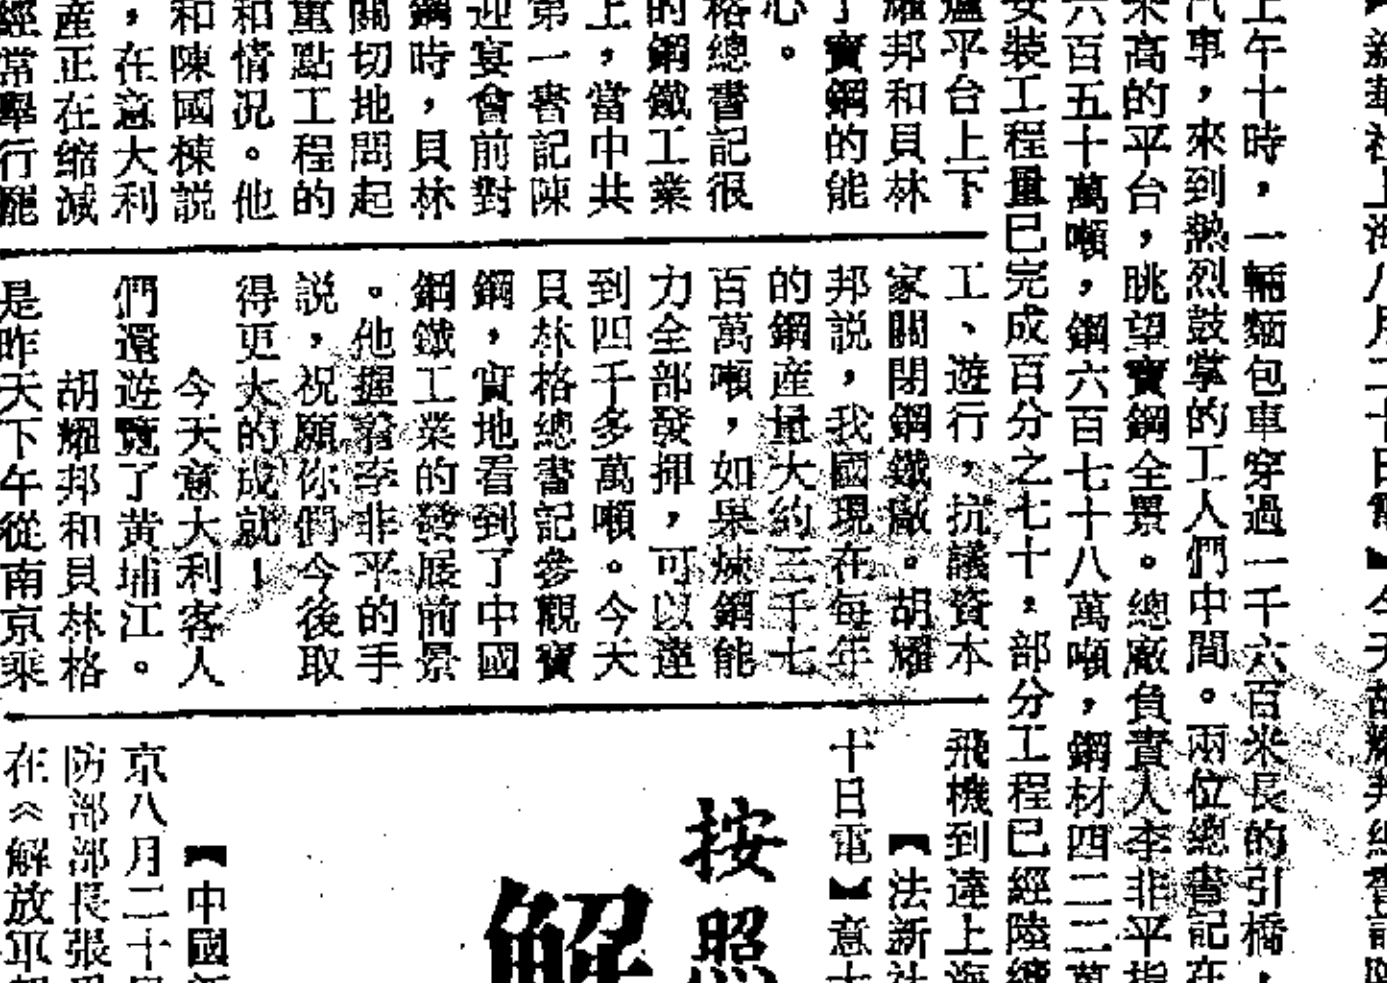 新華社上海八月二十日電】今天胡耀邦總書記
上午十時，一輛麵包車穿過一千六百米長的引橋，
汽車，來到熱烈鼓掌的工人們中間。兩位總書記在
米高的平台，眺望寶鋼全景。總廠負責人李非平指
六百五十萬噸，鋼六百七十八萬噸，鋼材四二二萬
安裝工程量已完成百分之七十。部分工程已經陸續
爐平台上下
耀邦和貝林
了寶鋼的能
心。
格總書記很
的鋼鐵工業
上，當中共
第一書記陳
迎宴會前對
鋼時，貝林
關切地問起
重點工程的
和情況。他
和陳國棟説
，在意大利
產正在缩減
經常舉行罷
工、遊行，抗議資本
家關閉鋼鐵廠。胡耀
邦説，我國現在每年
的鋼産量大約三千七
百萬噸，如果煉鋼能
力全部發揮，可以達
到四千多萬噸。今天
貝林格總書記參觀寶
鋼，實地看到了中國
鋼鐵工業的發展前景
。他握着李非平的手
説，祝願你們今後取
得更大的成就！
今天意大利客人
們還遊覽了黃埔江。
胡耀邦和貝林格
是昨天下午從南京乘
飛機到達上海
【法新社
十日電】意大
按照
解
【中國新
京八月二十日
防部部長張
在《解放軍